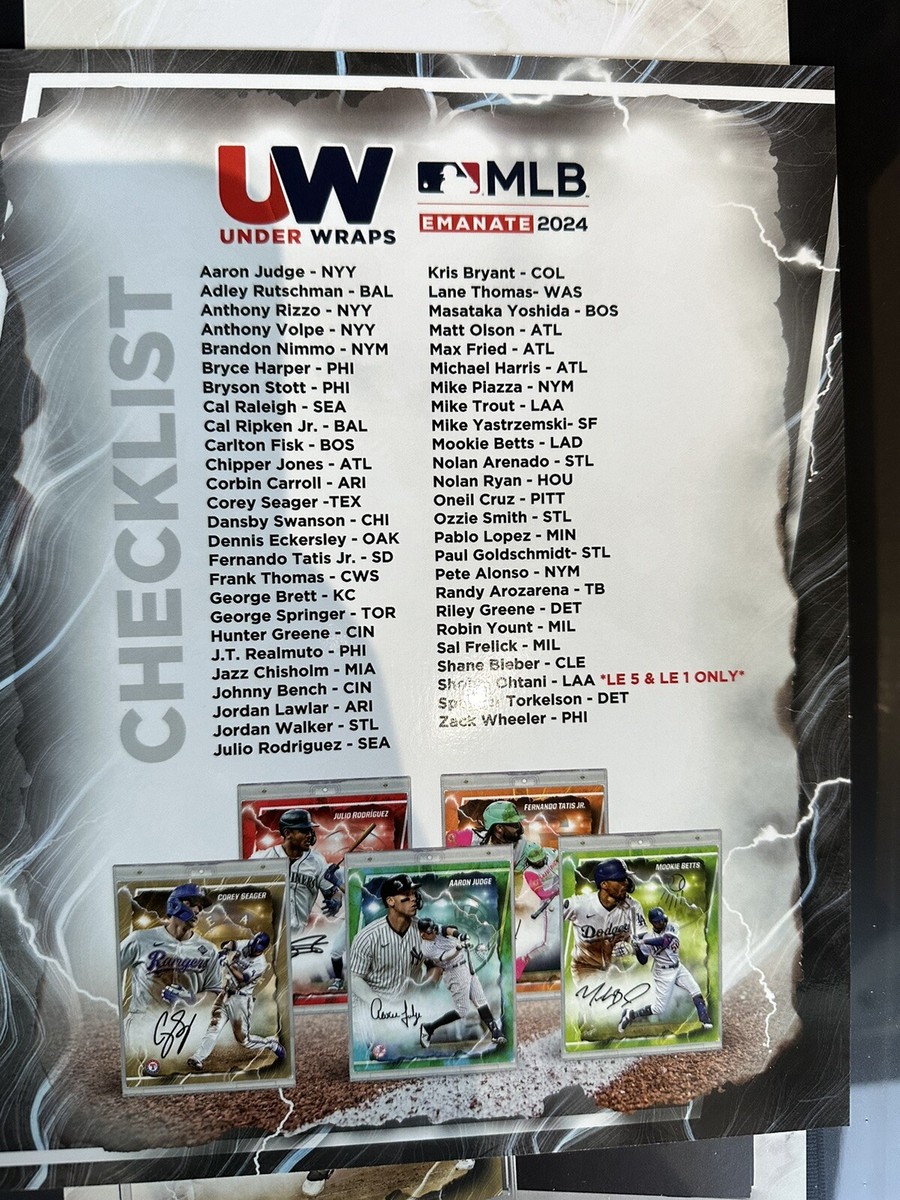 UW
UNDER WRAPS
MLB
EMANATE 2024
CHECKLIST
Aaron Judge - NYY
Adley Rutschman - BAL
Anthony Rizzo - NYY
Anthony Volpe - NYY
Brandon Nimmo - NYM
Bryce Harper - PHI
Bryson Stott - PHI
Cal Raleigh - SEA
Cal Ripken Jr. - BAL
Carlton Fisk - BOS
Chipper Jones - ATL
Corbin Carroll - ARI
Corey Seager -TEX
Dansby Swanson - CHI
Dennis Eckersley - OAK
Fernando Tatis Jr. - SD
Frank Thomas - CWS
George Brett - KC
George Springer - TOR
Hunter Greene - CIN
J.T. Realmuto - PHI
Jazz Chisholm - MIA
Johnny Bench - CIN
Jordan Lawlar - ARI
Jordan Walker - STL
Julio Rodriguez - SEA
Kris Bryant - COL
Lane Thomas- WAS
Masataka Yoshida - BOS
Matt Olson - ATL
Max Fried - ATL
Michael Harris - ATL
Mike Piazza - NYM
Mike Trout - LAA
Mike Yastrzemski- SF
Mookie Betts - LAD
Nolan Arenado - STL
Nolan Ryan - HOU
Oneil Cruz - PITT
Ozzie Smith - STL
Pablo Lopez - MIN
Paul Goldschmidt- STL
Pete Alonso - NYM
Randy Arozarena - TB
Riley Greene - DET
Robin Yount - MIL
Sal Frelick - MIL
Shane Bieber - CLE
Ohtani - LAA *LE 5 & LE 1 ONLY*
Torkelson - DET
Zack Wheeler - PHI
JULIO RODRÍGUEZ
FERNANDO TATIS JR.
COREY SEAGER
Rangers
AARON JUDGE
MOOKIE BETTS
Dodgers